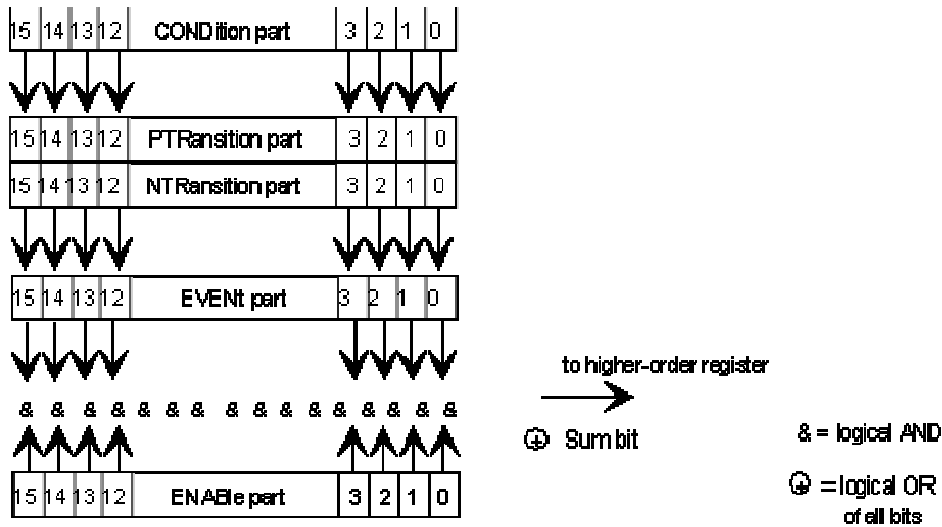 15 14 13 12 CONDition part 3 2 1 0
15 14 13 12 PTRansition part 3 2 1 0
15 14 13 12 NTRansition part 3 2 1 0
15 14 13 12 EVENt part 3 2 1 0
to higher-order register
& & & & & & & & & & & & & & & &
Sum bit
& = logical AND
15 14 13 12 ENABle part 3 2 1 0
= logical OR
of all bits